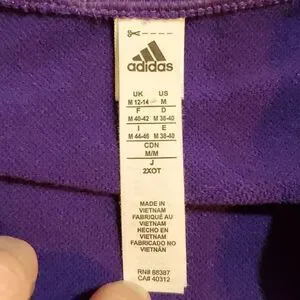 adidas
UK US
M 12-14 M
F D
M 40-42 M 38-40
I E
M 44-46 M 38-40
CDN
M/M
J
2XOT
MADE IN
VIETNAM
FABRIQUÉ AU
VIETNAM
HECHO EN
VIETNAM
FABRICADO NO
VIETNÃ
RN# 88387
CA# 40312